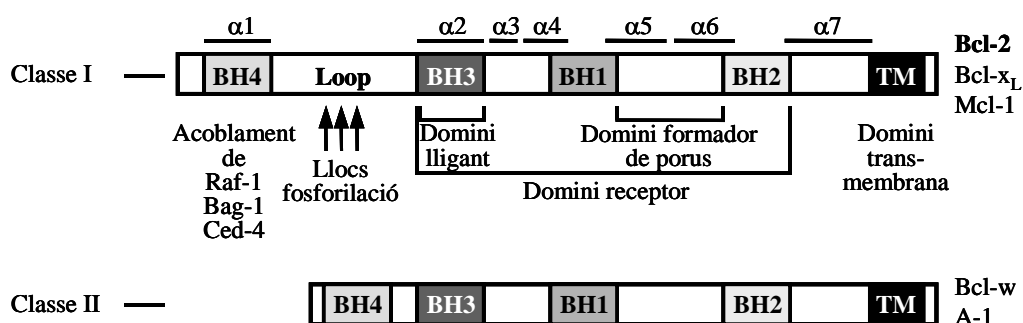 α1 α2 α3 α4 α5 α6 α7
Classe I
BH4 Loop BH3 BH1 BH2 TM
Bcl-2
Bcl-xL
Mcl-1
Acoblament
de
Raf-1
Bag-1
Ced-4
Llocs
fosforilació
Domini
lligant
Domini formador
de porus
Domini receptor
Domini
trans-
membrana
Classe II
BH4 BH3 BH1 BH2 TM
Bcl-w
A-1